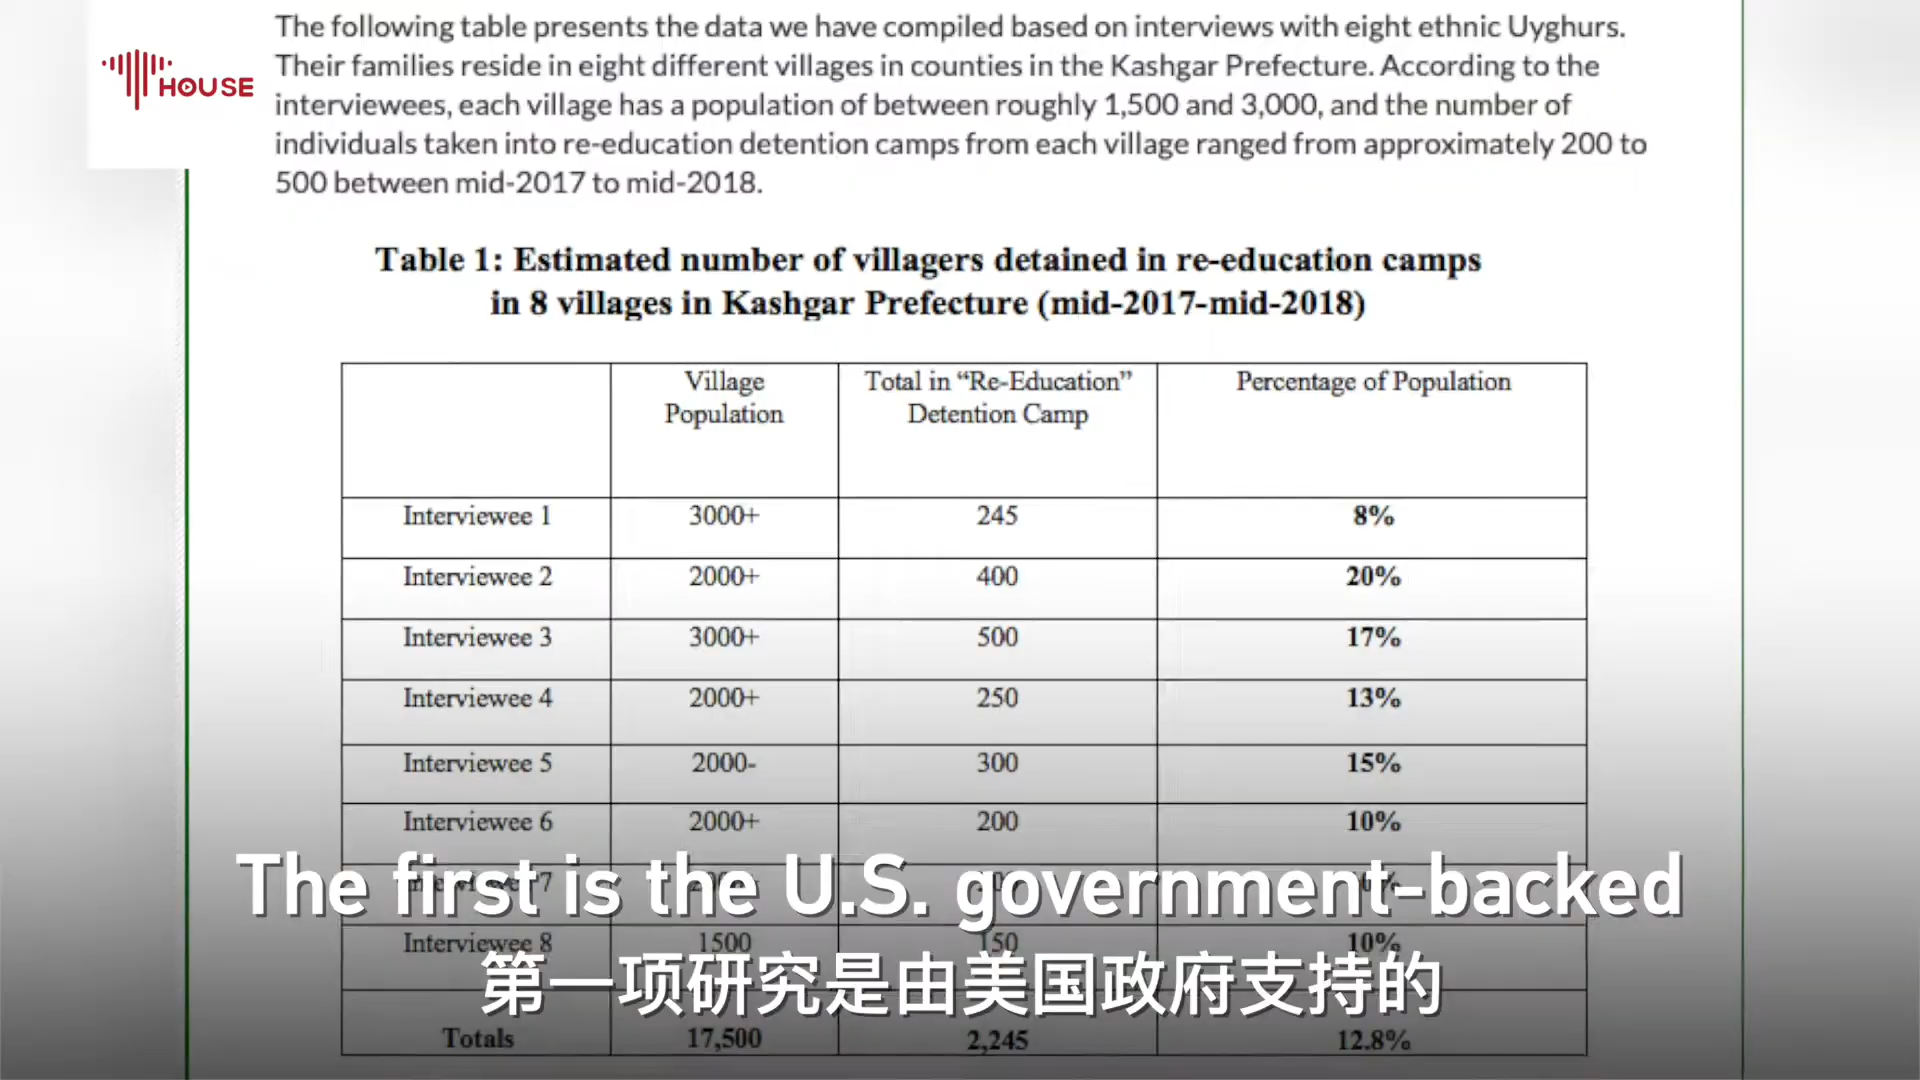 HOUSE
The following table presents the data we have compiled based on interviews with eight ethnic Uyghurs.
Their families reside in eight different villages in counties in the Kashgar Prefecture. According to the
interviewees, each village has a population of between roughly 1,500 and 3,000, and the number of
individuals taken into re-education detention camps from each village ranged from approximately 200 to
500 between mid-2017 to mid-2018.
Table 1: Estimated number of villagers detained in re-education camps
in 8 villages in Kashgar Prefecture (mid-2017-mid-2018)
Village Population Total in “Re-Education” Detention Camp Percentage of Population
Interviewee 1 3000+ 245 8%
Interviewee 2 2000+ 400 20%
Interviewee 3 3000+ 500 17%
Interviewee 4 2000+ 250 13%
Interviewee 5 2000- 300 15%
Interviewee 6 2000+ 200 10%
The first is the U.S. government-backed
Interviewee 8 1500 150 10%
第一项研究是由美国政府支持的
Totals 17,500 2,245 12.8%